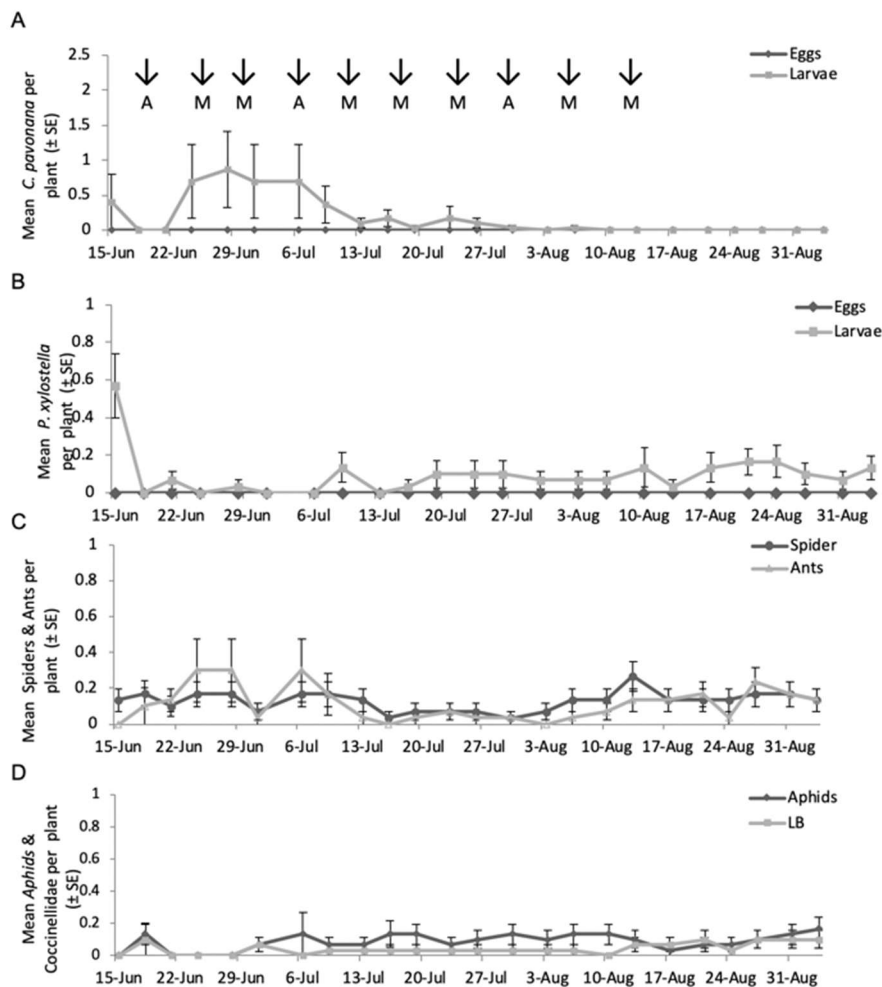 A
Mean C. pavonana per
plant (± SE)
2.5
2
1.5
1
0.5
0
A M M A M M M A M M
Eggs
Larvae
15-Jun 22-Jun 29-Jun 6-Jul 13-Jul 20-Jul 27-Jul 3-Aug 10-Aug 17-Aug 24-Aug 31-Aug
B
Mean P. xylostella
per plant (± SE)
1
0.8
0.6
0.4
0.2
0
Eggs
Larvae
15-Jun 22-Jun 29-Jun 6-Jul 13-Jul 20-Jul 27-Jul 3-Aug 10-Aug 17-Aug 24-Aug 31-Aug
C
Mean Spiders & Ants per
plant (± SE)
1
0.8
0.6
0.4
0.2
0
Spider
Ants
15-Jun 22-Jun 29-Jun 6-Jul 13-Jul 20-Jul 27-Jul 3-Aug 10-Aug 17-Aug 24-Aug 31-Aug
D
Mean Aphids &
Coccinellidae per plant
(± SE)
1
0.8
0.6
0.4
0.2
0
Aphids
LB
15-Jun 22-Jun 29-Jun 6-Jul 13-Jul 20-Jul 27-Jul 3-Aug 10-Aug 17-Aug 24-Aug 31-Aug